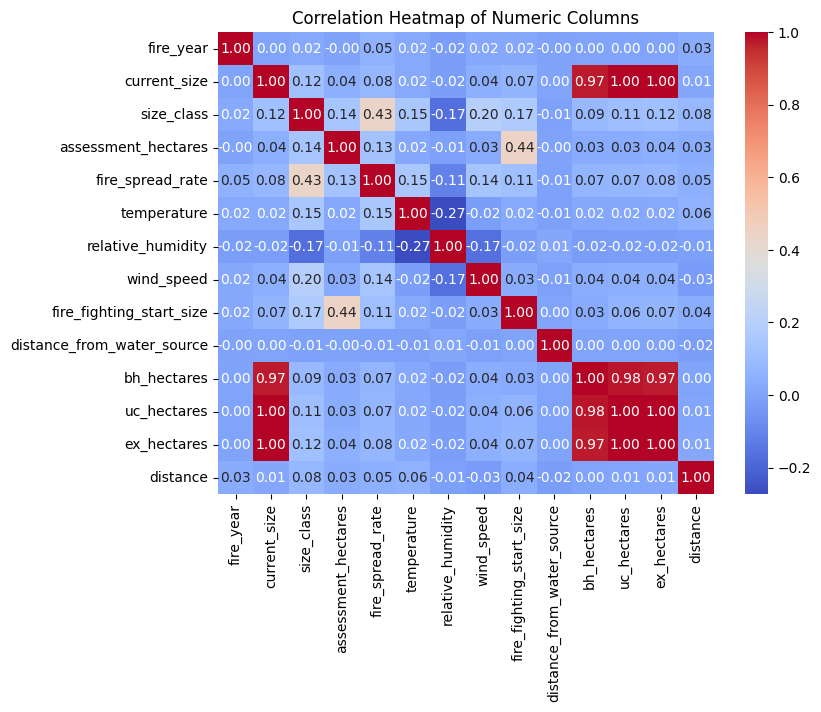 Correlation Heatmap of Numeric Columns
fire_year 1.00 0.00 0.02 -0.00 0.05 0.02 -0.02 0.02 0.02 -0.00 0.00 0.00 0.00 0.03
current_size 0.00 1.00 0.12 0.04 0.08 0.02 -0.02 0.04 0.07 0.00 0.97 1.00 1.00 0.01
size_class 0.02 0.12 1.00 0.14 0.43 0.15 -0.17 0.20 0.17 -0.01 0.09 0.11 0.12 0.08
assessment_hectares -0.00 0.04 0.14 1.00 0.13 0.02 -0.01 0.03 0.44 -0.00 0.03 0.03 0.04 0.03
fire_spread_rate 0.05 0.08 0.43 0.13 1.00 0.15 -0.11 0.14 0.11 -0.01 0.07 0.07 0.08 0.05
temperature 0.02 0.02 0.15 0.02 0.15 1.00 -0.27 -0.02 0.02 -0.01 0.02 0.02 0.02 0.06
relative_humidity -0.02 -0.02 -0.17 -0.01 -0.11 -0.27 1.00 -0.17 -0.02 0.01 -0.02 -0.02 -0.02 -0.01
wind_speed 0.02 0.04 0.20 0.03 0.14 -0.02 -0.17 1.00 0.03 -0.01 0.04 0.04 0.04 -0.03
fire_fighting_start_size 0.02 0.07 0.17 0.44 0.11 0.02 -0.02 0.03 1.00 0.00 0.03 0.06 0.07 0.04
distance_from_water_source -0.00 0.00 -0.01 -0.00 -0.01 -0.01 0.01 -0.01 0.00 1.00 0.00 0.00 0.00 -0.02
bh_hectares 0.00 0.97 0.09 0.03 0.07 0.02 -0.02 0.04 0.03 0.00 1.00 0.98 0.97 0.00
uc_hectares 0.00 1.00 0.11 0.03 0.07 0.02 -0.02 0.04 0.06 0.00 0.98 1.00 1.00 0.01
ex_hectares 0.00 1.00 0.12 0.04 0.08 0.02 -0.02 0.04 0.07 0.00 0.97 1.00 1.00 0.01
distance 0.03 0.01 0.08 0.03 0.05 0.06 -0.01 -0.03 0.04 -0.02 0.00 0.01 0.01 1.00
fire_year
current_size
size_class
assessment_hectares
fire_spread_rate
temperature
relative_humidity
wind_speed
fire_fighting_start_size
distance_from_water_source
bh_hectares
uc_hectares
ex_hectares
distance
1.0
0.8
0.6
0.4
0.2
0.0
−0.2